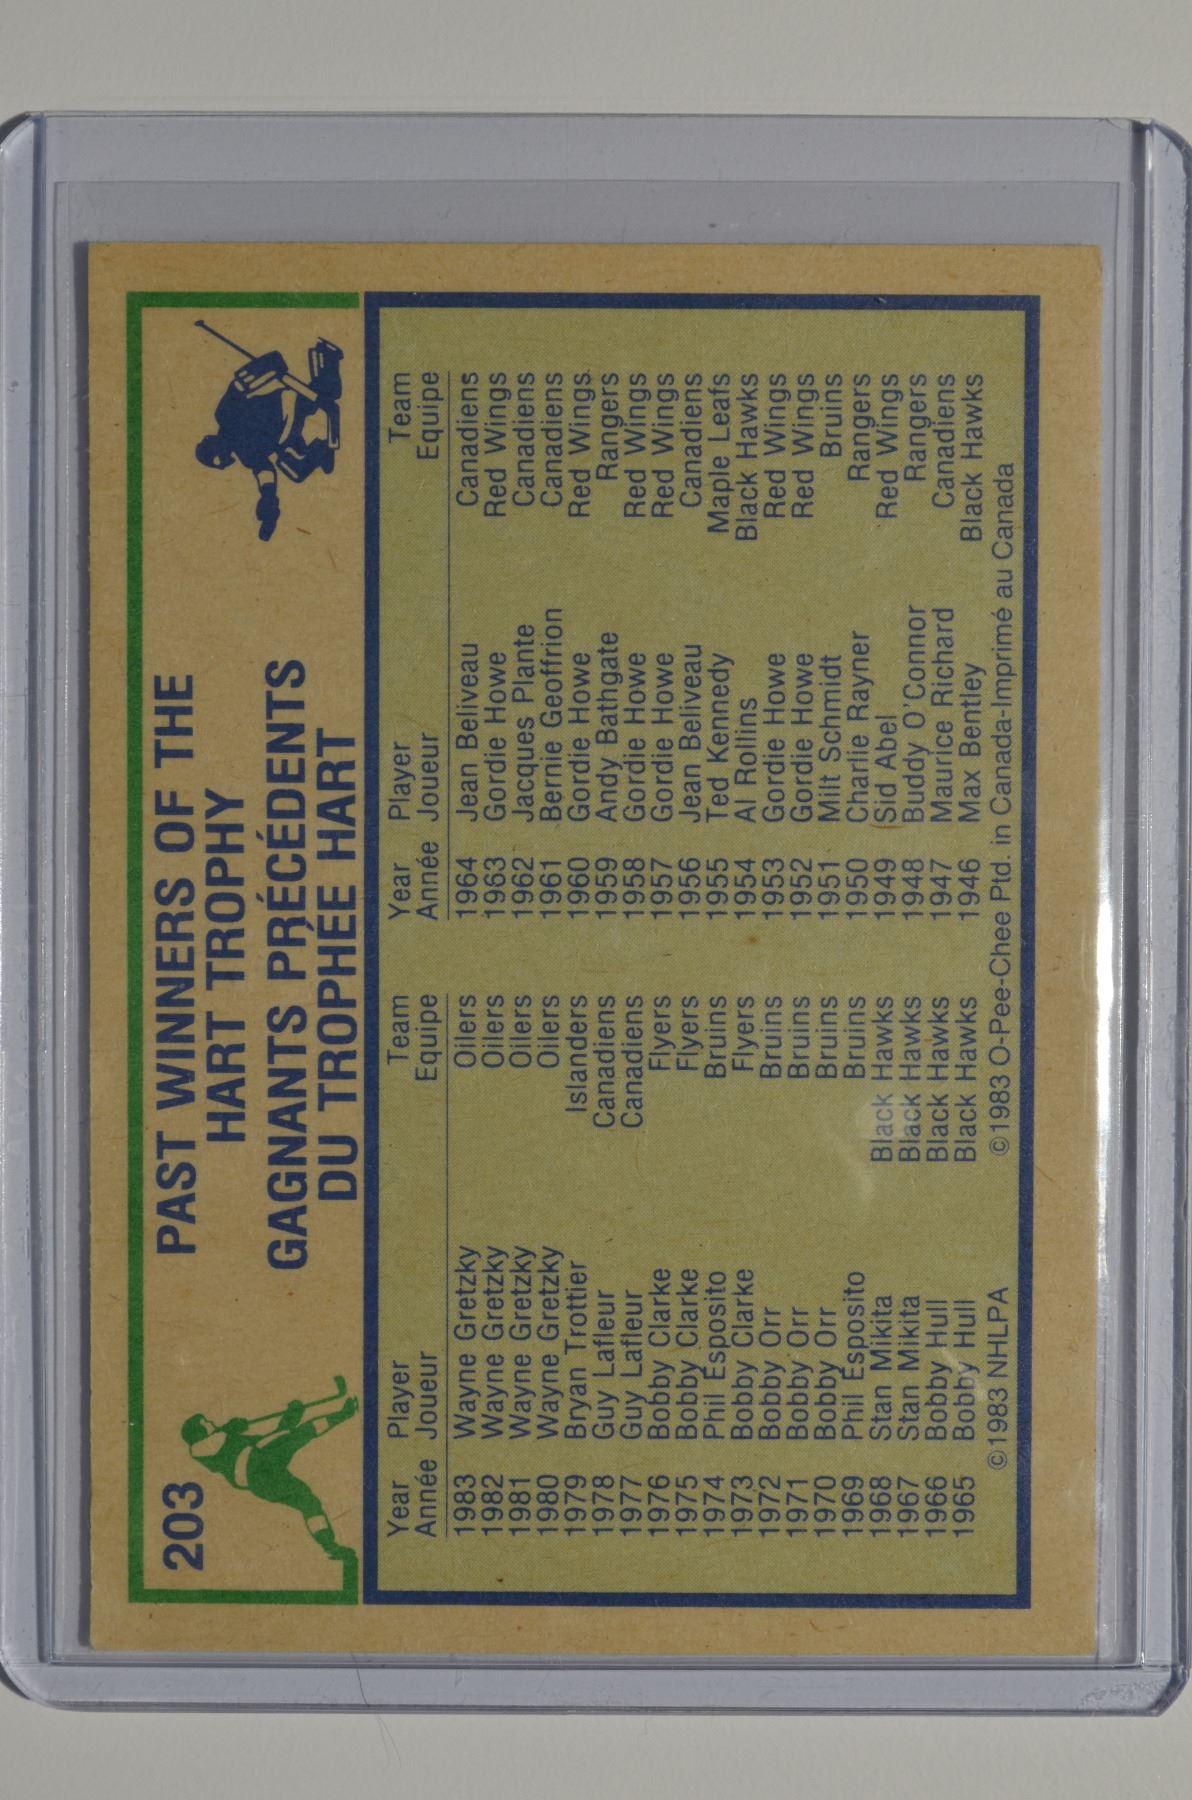 203
PAST WINNERS OF THE
HART TROPHY
GAGNANTS PRÉCÉDENTS
DU TROPHÉE HART
Year Player Team
Année Joueur Equipe
1983 Wayne Gretzky Oilers
1982 Wayne Gretzky Oilers
1981 Wayne Gretzky Oilers
1980 Wayne Gretzky Oilers
1979 Bryan Trottier Islanders
1978 Guy Lafleur Canadiens
1977 Guy Lafleur Canadiens
1976 Bobby Clarke Flyers
1975 Bobby Clarke Flyers
1974 Phil Esposito Bruins
1973 Bobby Clarke Flyers
1972 Bobby Orr Bruins
1971 Bobby Orr Bruins
1970 Bobby Orr Bruins
1969 Phil Esposito Bruins
1968 Stan Mikita Black Hawks
1967 Stan Mikita Black Hawks
1966 Bobby Hull Black Hawks
1965 Bobby Hull Black Hawks
Year Player Team
Année Joueur Equipe
1964 Jean Beliveau Canadiens
1963 Gordie Howe Red Wings
1962 Jacques Plante Canadiens
1961 Bernie Geoffrion Canadiens
1960 Gordie Howe Red Wings
1959 Andy Bathgate Rangers
1958 Gordie Howe Red Wings
1957 Gordie Howe Red Wings
1956 Jean Beliveau Canadiens
1955 Ted Kennedy Maple Leafs
1954 Al Rollins Black Hawks
1953 Gordie Howe Red Wings
1952 Gordie Howe Red Wings
1951 Milt Schmidt Bruins
1950 Charlie Rayner Rangers
1949 Sid Abel Red Wings
1948 Buddy O'Connor Rangers
1947 Maurice Richard Canadiens
1946 Max Bentley Black Hawks
©1983 NHLPA ©1983 O-Pee-Chee Ptd. in Canada-Imprimé au Canada